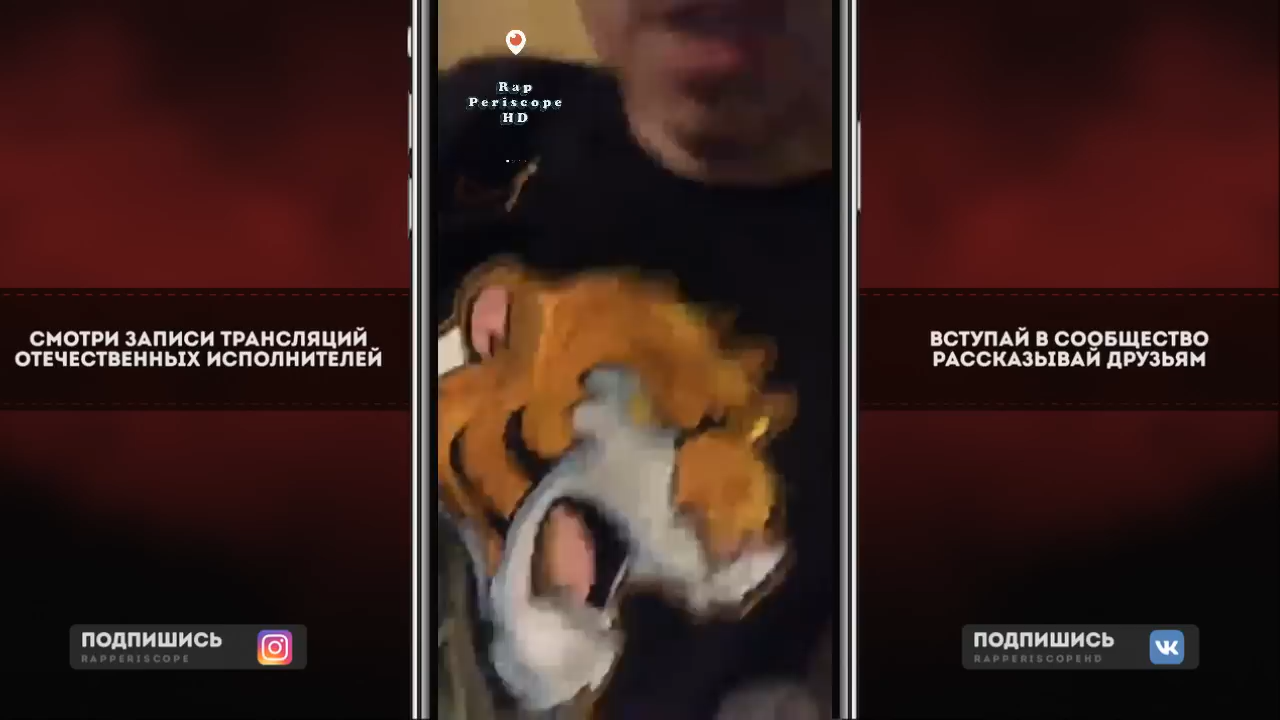 Rap
Periscope
HD
СМОТРИ ЗАПИСИ ТРАНСЛЯЦИЙ
ОТЕЧЕСТВЕННЫХ ИСПОЛНИТЕЛЕЙ
ВСТУПАЙ В СООБЩЕСТВО
РАССКАЗЫВАЙ ДРУЗЬЯМ
ПОДПИШИСЬ
RAPPERISCOPE
ПОДПИШИСЬ
RAPPERISCOPEHD